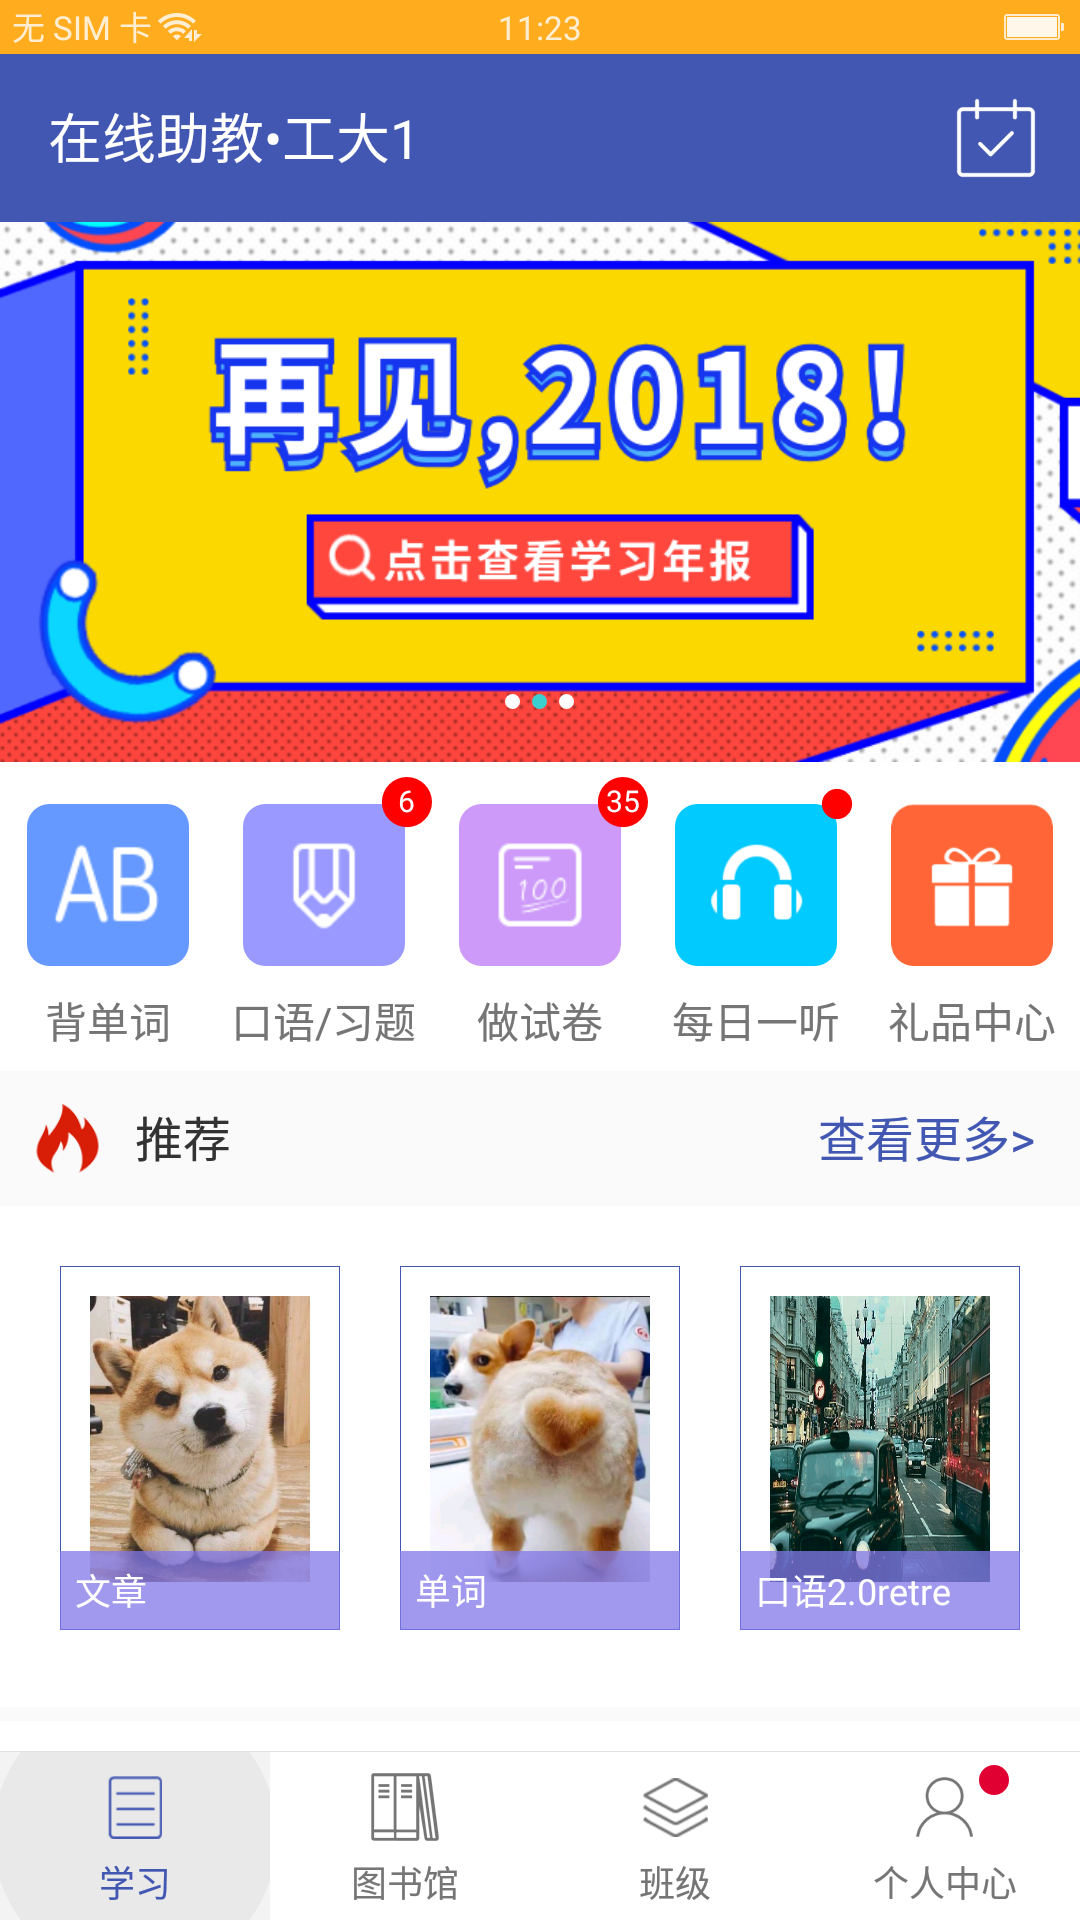 无 SIM 卡
11:23
在线助教•工大1
再见,2018!
点击查看学习年报
AB
6
100
35
背单词
口语/习题
做试卷
每日一听
礼品中心
推荐
查看更多>
文章
单词
口语2.0retre
学习
图书馆
班级
个人中心